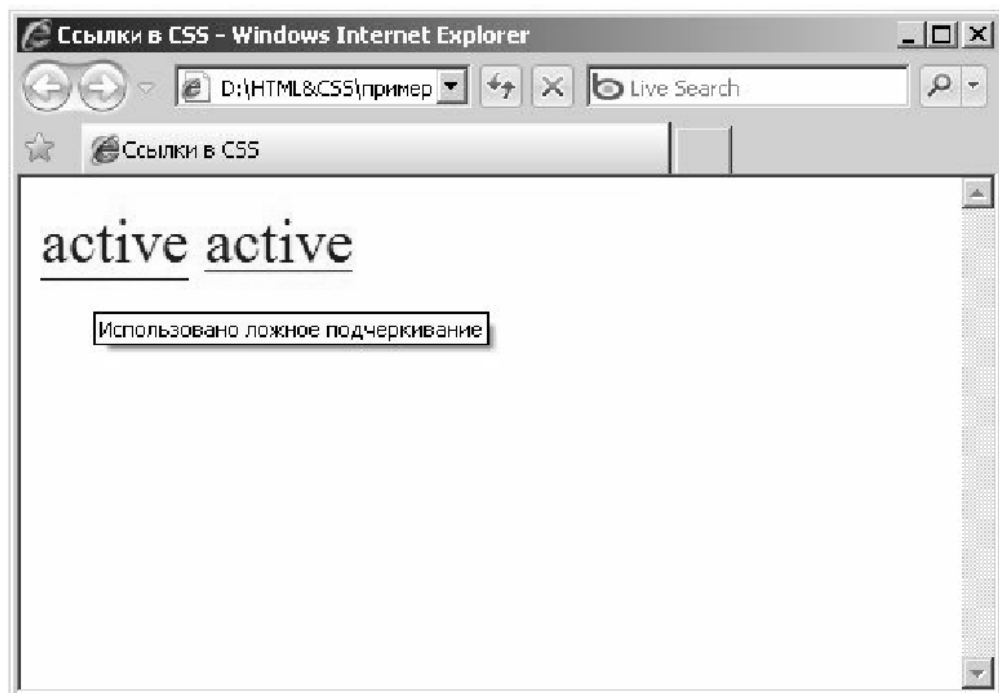 Ссылки в CSS - Windows Internet Explorer
D:\HTML&CSS\пример
Live Search
Ссылки в CSS
active active
Использовано ложное подчеркивание